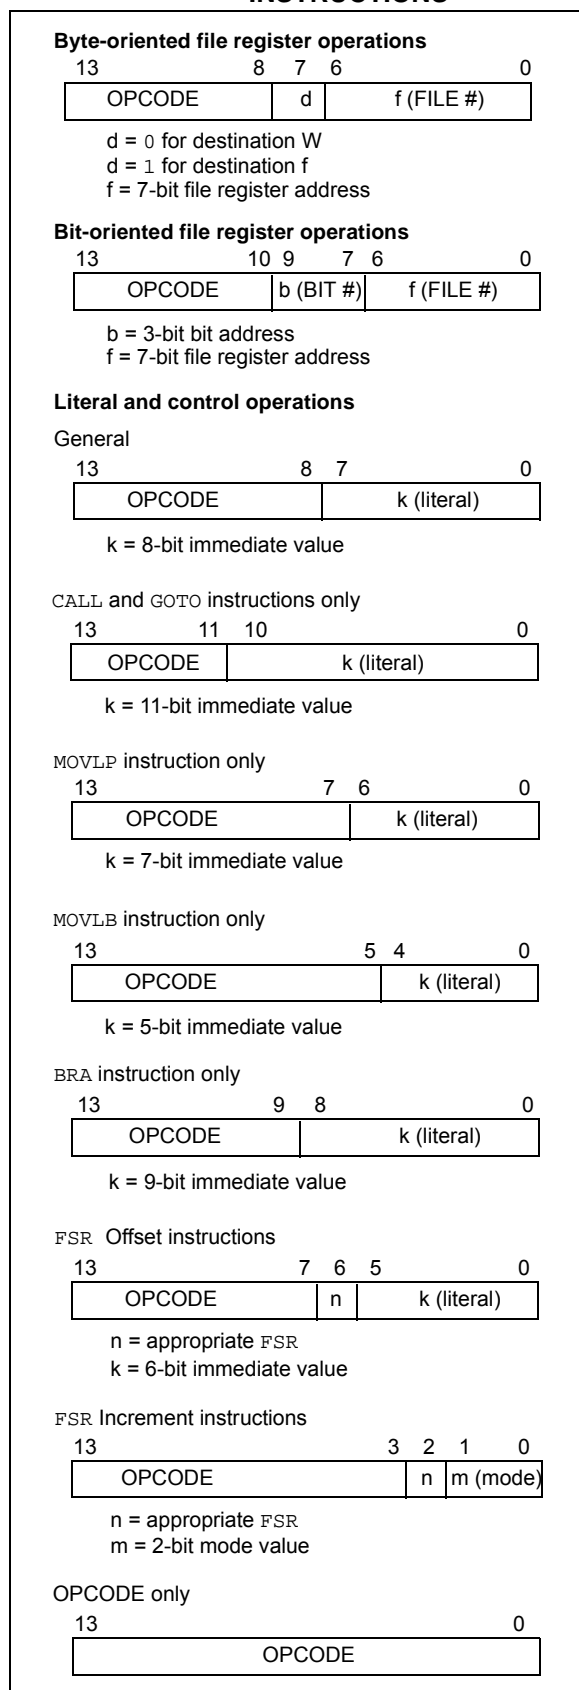 INSTRUCTIONS
Byte-oriented file register operations
13 8 7 6 0
OPCODE d f (FILE #)
d = 0 for destination W
d = 1 for destination f
f = 7-bit file register address
Bit-oriented file register operations
13 10 9 7 6 0
OPCODE b (BIT #) f (FILE #)
b = 3-bit bit address
f = 7-bit file register address
Literal and control operations
General
13 8 7 0
OPCODE k (literal)
k = 8-bit immediate value
CALL and GOTO instructions only
13 11 10 0
OPCODE k (literal)
k = 11-bit immediate value
MOVLP instruction only
13 7 6 0
OPCODE k (literal)
k = 7-bit immediate value
MOVLB instruction only
13 5 4 0
OPCODE k (literal)
k = 5-bit immediate value
BRA instruction only
13 9 8 0
OPCODE k (literal)
k = 9-bit immediate value
FSR Offset instructions
13 7 6 5 0
OPCODE n k (literal)
n = appropriate FSR
k = 6-bit immediate value
FSR Increment instructions
13 3 2 1 0
OPCODE n m (mode)
n = appropriate FSR
m = 2-bit mode value
OPCODE only
13 0
OPCODE